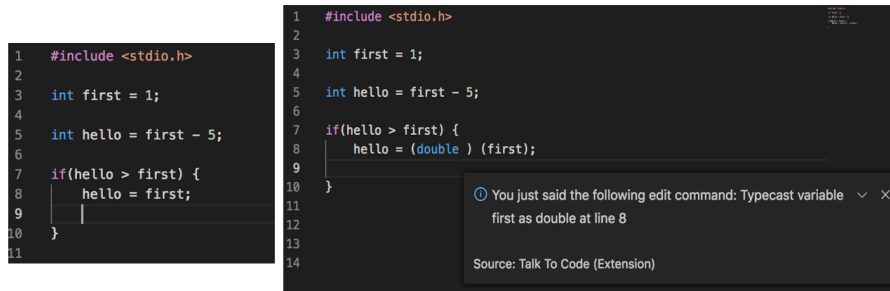 1 #include <stdio.h>
2
3 int first = 1;
4
5 int hello = first - 5;
6
7 if(hello > first) {
8 hello = first;
9
10 }
11
1 #include <stdio.h>
2
3 int first = 1;
4
5 int hello = first - 5;
6
7 if(hello > first) {
8 hello = (double ) (first);
9
10 }
11
12
13
14
You just said the following edit command: Typecast variable
first as double at line 8
Source: Talk To Code (Extension)